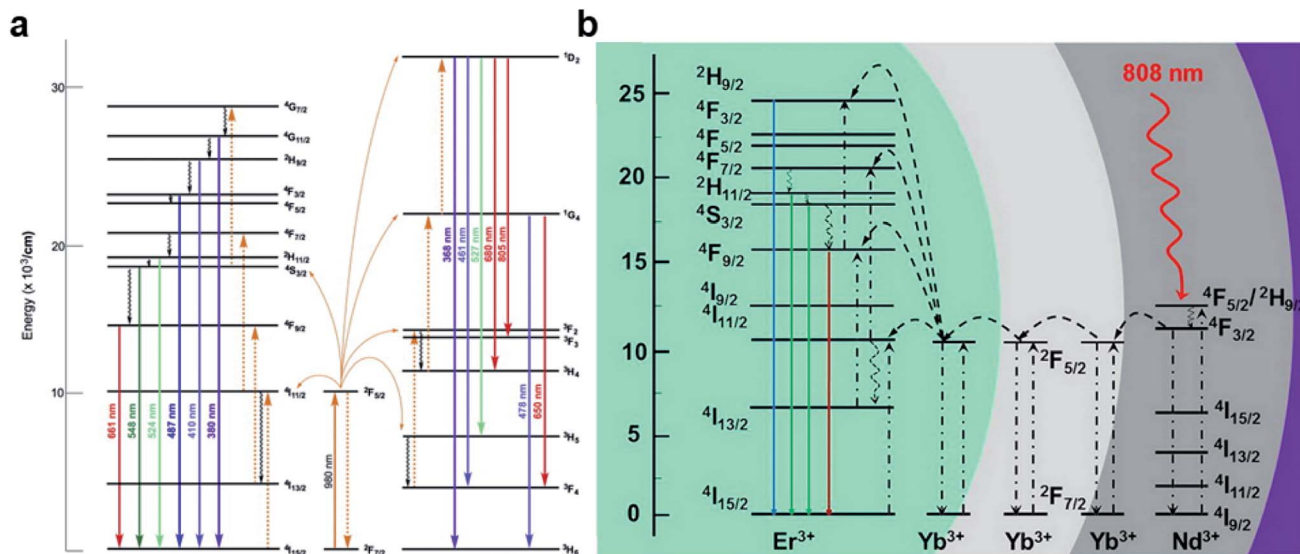 a
Energy (x 10³/cm)
30
20
10
0
⁴G₇/₂
⁴G₁₁/₂
²H₉/₂
⁴F₃/₂
⁴F₅/₂
⁴F₇/₂
²H₁₁/₂
⁴S₃/₂
⁴F₉/₂
⁴I₁₁/₂
⁴I₁₃/₂
⁴I₁₅/₂
661 nm
548 nm
524 nm
487 nm
410 nm
380 nm
²F₅/₂
980 nm
²F₇/₂
¹D₂
¹G₄
368 nm
461 nm
527 nm
680 nm
805 nm
³F₂
³F₃
³H₄
478 nm
650 nm
³H₅
³F₄
³H₆
b
25
20
15
10
5
0
²H₉/₂
⁴F₃/₂
⁴F₅/₂
⁴F₇/₂
²H₁₁/₂
⁴S₃/₂
⁴F₉/₂
⁴I₉/₂
⁴I₁₁/₂
⁴I₁₃/₂
⁴I₁₅/₂
Er³⁺
Yb³⁺
²F₅/₂
²F₇/₂
Yb³⁺
Yb³⁺
808 nm
⁴F₅/₂/²H₉/₂
⁴F₃/₂
⁴I₁₅/₂
⁴I₁₃/₂
⁴I₁₁/₂
⁴I₉/₂
Nd³⁺